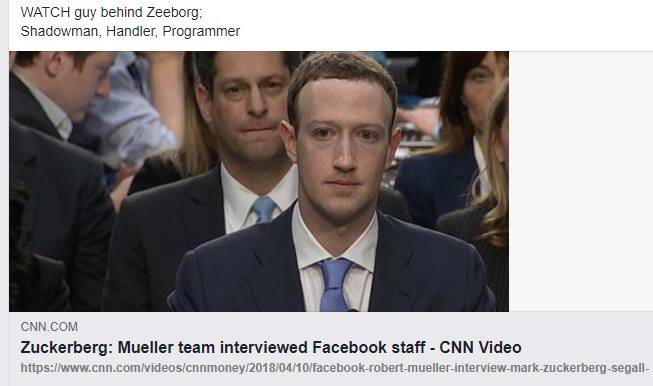 WATCH guy behind Zeeborg;
Shadowman, Handler, Programmer
CNN.COM
Zuckerberg: Mueller team interviewed Facebook staff - CNN Video
https://www.cnn.com/videos/cnnmoney/2018/04/10/facebook-robert-mueller-interview-mark-zuckerberg-segall-